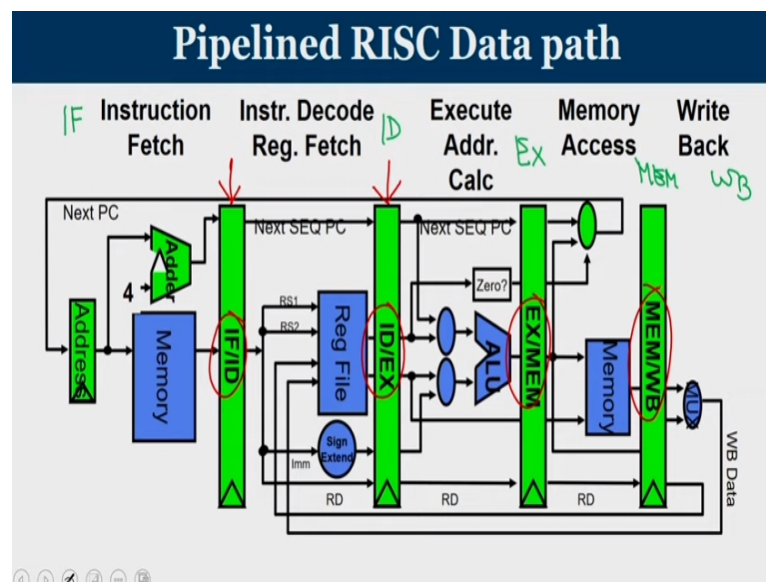 Pipelined RISC Data path
IF
Instruction
Fetch
Instr. Decode
Reg. Fetch
ID
Execute
Addr.
Calc
EX
Memory
Access
MEM
Write
Back
WB
Next PC
Next SEQ PC
Next SEQ PC
4
Adder
Address
Memory
IF/ID
RS1
RS2
Reg File
Sign
Extend
Imm
RD
ID/EX
Zero?
ALU
RD
EX/MEM
Memory
RD
MEM/WB
MUX
WB Data